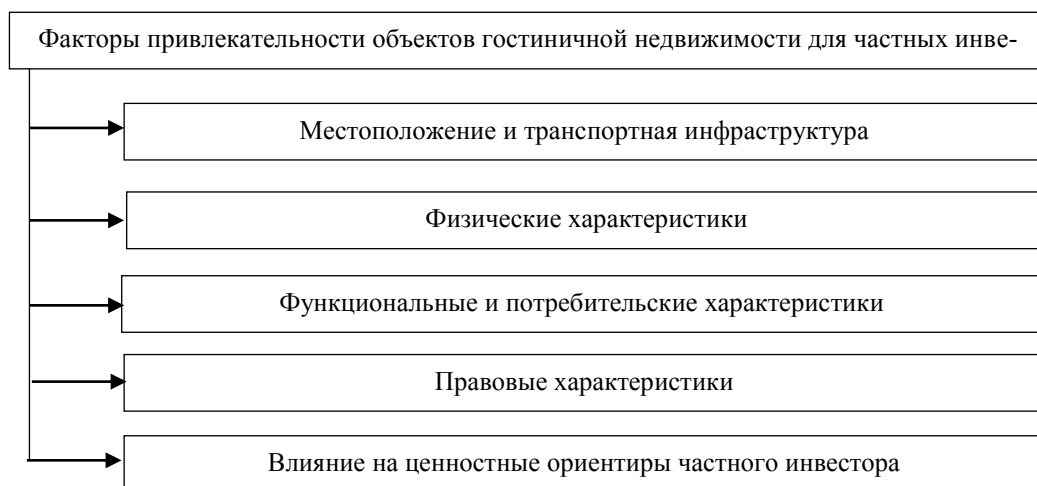 Факторы привлекательности объектов гостиничной недвижимости для частных инве-
Местоположение и транспортная инфраструктура
Физические характеристики
Функциональные и потребительские характеристики
Правовые характеристики
Влияние на ценностные ориентиры частного инвестора